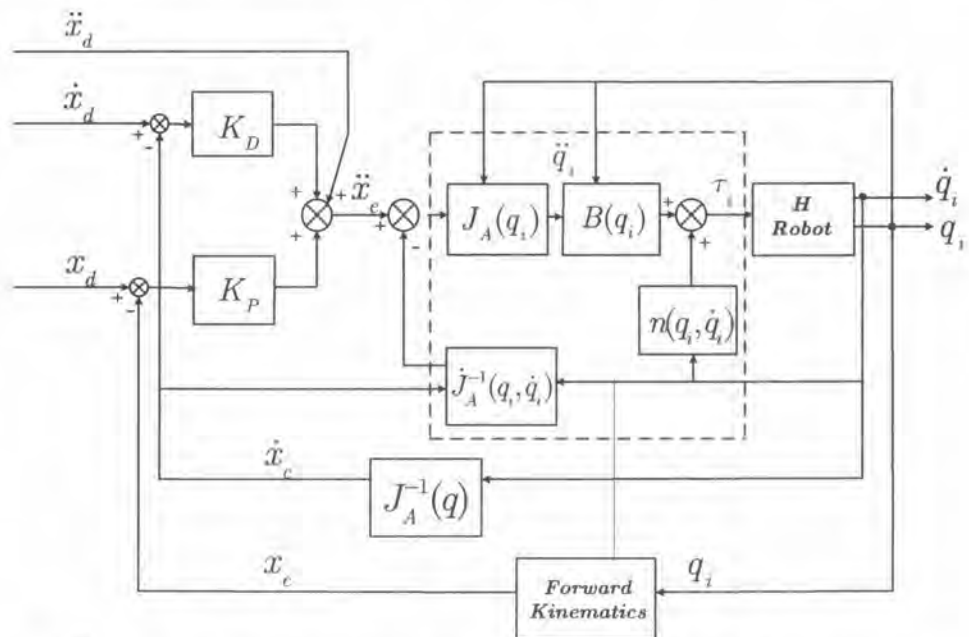 ẍ_d
ẋ_d
+
-
K_D
x_d
+
-
K_P
+
+
+
ẍ_e
+
-
J_A(q_i)
q̈_i
B(q_i)
+
+
τ_i
H
Robot
q̇_i
q_i
n(q_i, q̇_i)
J̇_A^{-1}(q_i, q̇_i)
ẋ_e
J_A^{-1}(q)
x_e
Forward
Kinematics
q_i